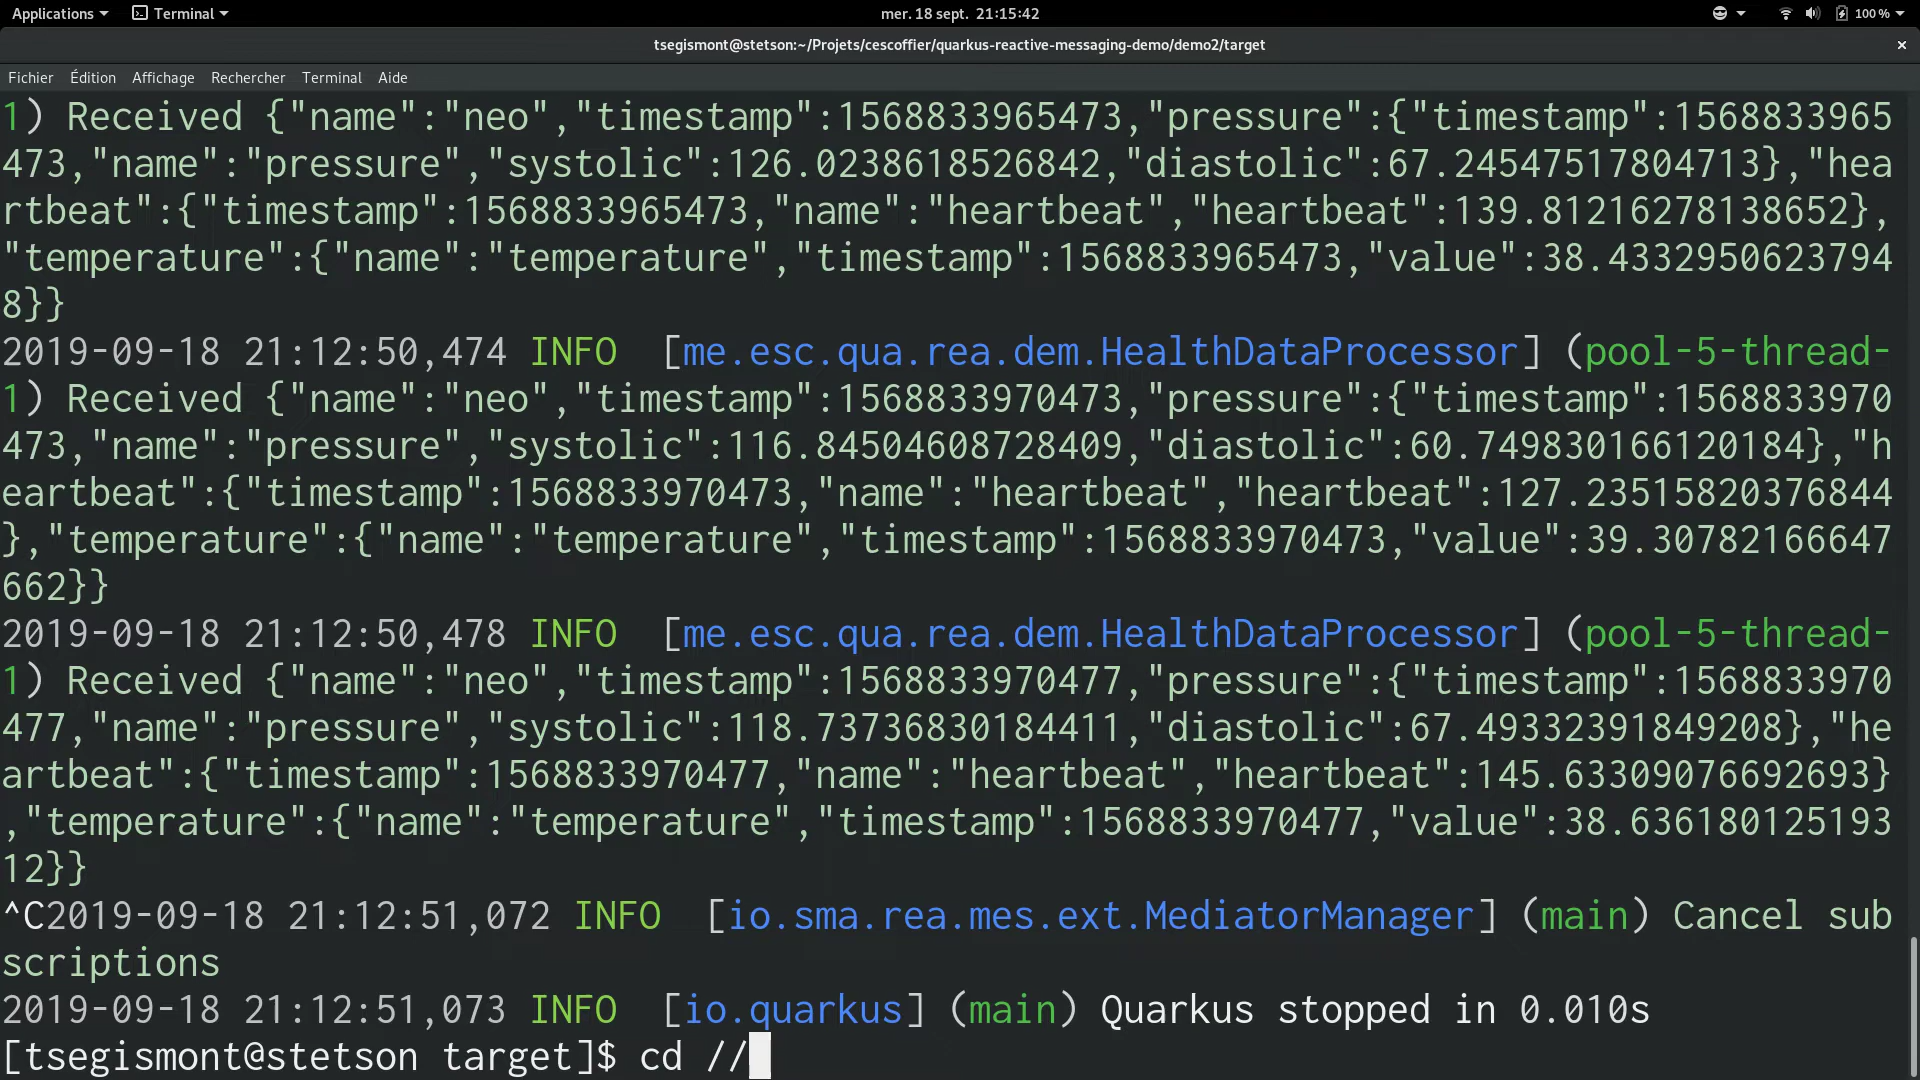 Applications Terminal mer. 18 sept. 21:15:42 100 %
tsegismont@stetson:~/Projets/cescoffier/quarkus-reactive-messaging-demo/demo2/target
Fichier Édition Affichage Rechercher Terminal Aide
1) Received {"name":"neo","timestamp":1568833965473,"pressure":{"timestamp":1568833965
473,"name":"pressure","systolic":126.0238618526842,"diastolic":67.24547517804713},"hea
rtbeat":{"timestamp":1568833965473,"name":"heartbeat","heartbeat":139.81216278138652},
"temperature":{"name":"temperature","timestamp":1568833965473,"value":38.4332950623794
8}}
2019-09-18 21:12:50,474 INFO  [me.esc.qua.rea.dem.HealthDataProcessor] (pool-5-thread-
1) Received {"name":"neo","timestamp":1568833970473,"pressure":{"timestamp":1568833970
473,"name":"pressure","systolic":116.84504608728409,"diastolic":60.749830166120184},"h
eartbeat":{"timestamp":1568833970473,"name":"heartbeat","heartbeat":127.23515820376844
},"temperature":{"name":"temperature","timestamp":1568833970473,"value":39.30782166647
662}}
2019-09-18 21:12:50,478 INFO  [me.esc.qua.rea.dem.HealthDataProcessor] (pool-5-thread-
1) Received {"name":"neo","timestamp":1568833970477,"pressure":{"timestamp":1568833970
477,"name":"pressure","systolic":118.73736830184411,"diastolic":67.49332391849208},"he
artbeat":{"timestamp":1568833970477,"name":"heartbeat","heartbeat":145.63309076692693}
,"temperature":{"name":"temperature","timestamp":1568833970477,"value":38.636180125193
12}}
^C2019-09-18 21:12:51,072 INFO  [io.sma.rea.mes.ext.MediatorManager] (main) Cancel sub
scriptions
2019-09-18 21:12:51,073 INFO  [io.quarkus] (main) Quarkus stopped in 0.010s
[tsegismont@stetson target]$ cd //